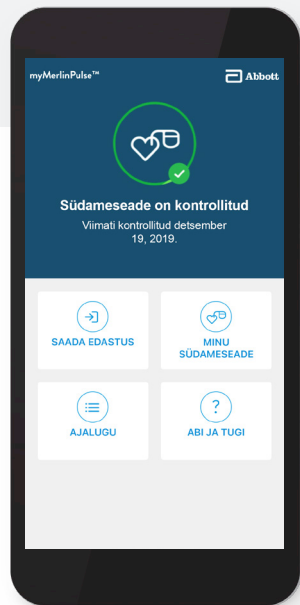 myMerlinPulse™
Abbott
Südameseade on kontrollitud
Viimati kontrollitud detsember
19, 2019.
SAADA EDASTUS
MINU
SÜDAMESEADE
AJALUGU
ABI JA TUGI